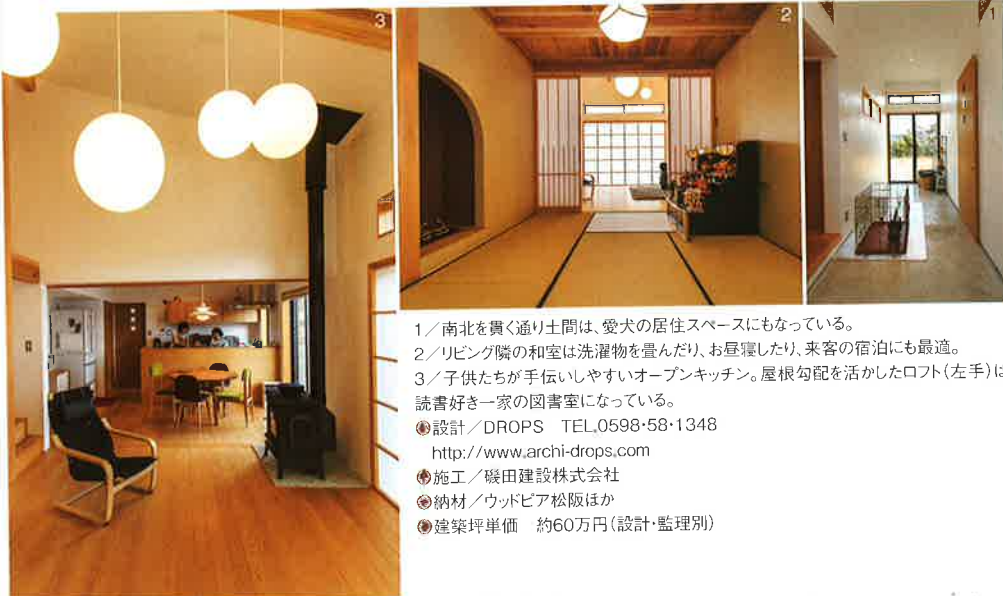 3
2
1
1／南北を貫く通り土間は、愛犬の居住スペースにもなっている。
2／リビング隣の和室は洗濯物を畳んだり、お昼寝したり、来客の宿泊にも最適。
3／子供たちが手伝いしやすいオープンキッチン。屋根勾配を活かしたロフト(左手)は
読書好き一家の図書室になっている。
設計／DROPS　TEL.0598・58・1348
http://www.archi-drops.com
施工／磯田建設株式会社
納材／ウッドピア松阪ほか
建築坪単価　約60万円(設計・監理別)